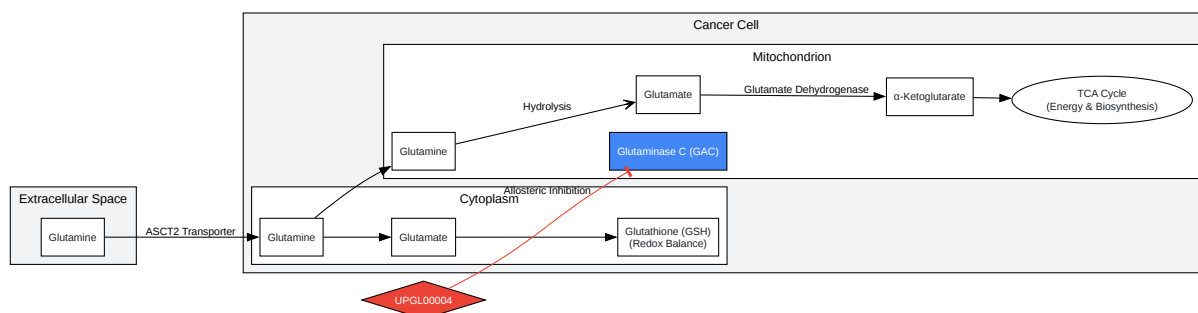 Cancer Cell
Mitochondrion
Glutamate
Glutamate Dehydrogenase
α-Ketoglutarate
TCA Cycle
(Energy & Biosynthesis)
Hydrolysis
Glutamine
Glutaminase C (GAC)
Allosteric Inhibition
Extracellular Space
Glutamine
ASCT2 Transporter
Cytoplasm
Glutamine
Glutamate
Glutathione (GSH)
(Redox Balance)
UPGL00004